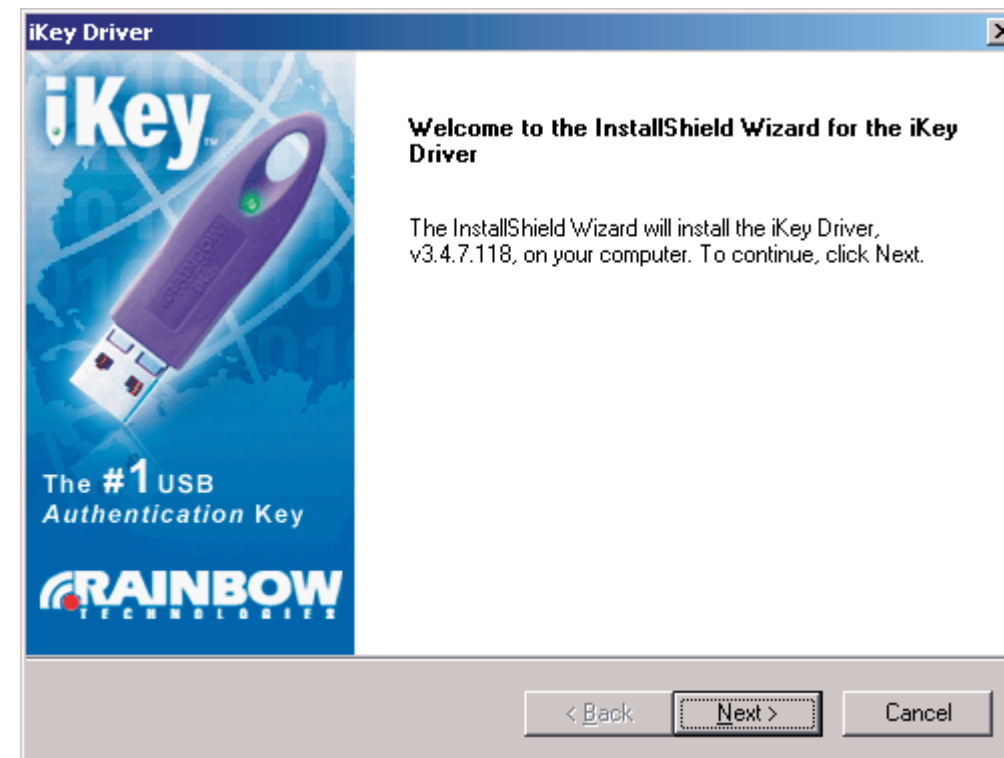 iKey Driver
iKey
Welcome to the InstallShield Wizard for the iKey
Driver
The InstallShield Wizard will install the iKey Driver,
v3.4.7.118, on your computer. To continue, click Next.
RAINBOW
The #1 USB
Authentication Key
RAINBOW
TECHNOLOGIES
< Back
Next >
Cancel